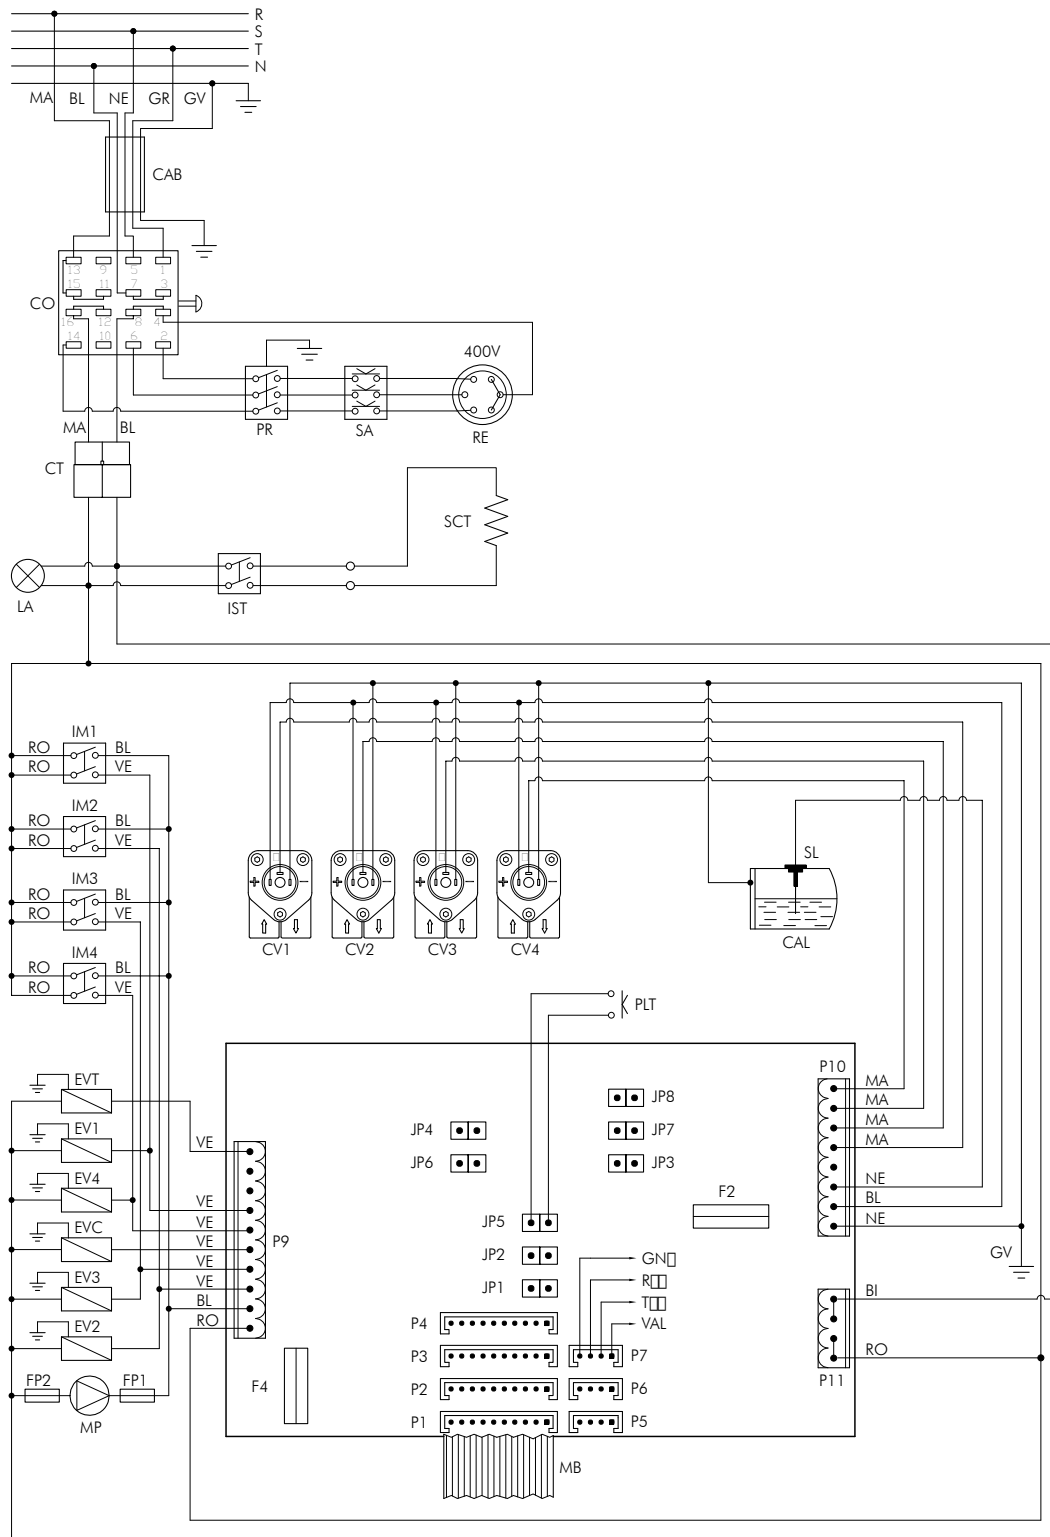 R
S
T
N
MA BL NE GR GV
CAB
CO
13 9 5 1
15 11 7 3
16 12 8 4
14 10 6 2
400V
PR SA RE
MA BL
CT
SCT
LA
IST
IM1
RO BL
RO VE
IM2
RO BL
RO VE
IM3
RO BL
RO VE
IM4
RO BL
RO VE
SL
CV1 CV2 CV3 CV4
CAL
PLT
EVT
EV1
EV4
EVC
EV3
EV2
FP2 FP1
MP
VE
VE
VE
VE
VE
VE
BL
RO
P9
F4
JP4
JP6
JP8
JP7
JP3
F2
JP5
JP2
JP1
GN
R
T
VAL
P4
P3 P7
P2 P6
P1 P5
MB
P10
MA
MA
MA
MA
NE
BL
NE
GV
BI
RO
P11